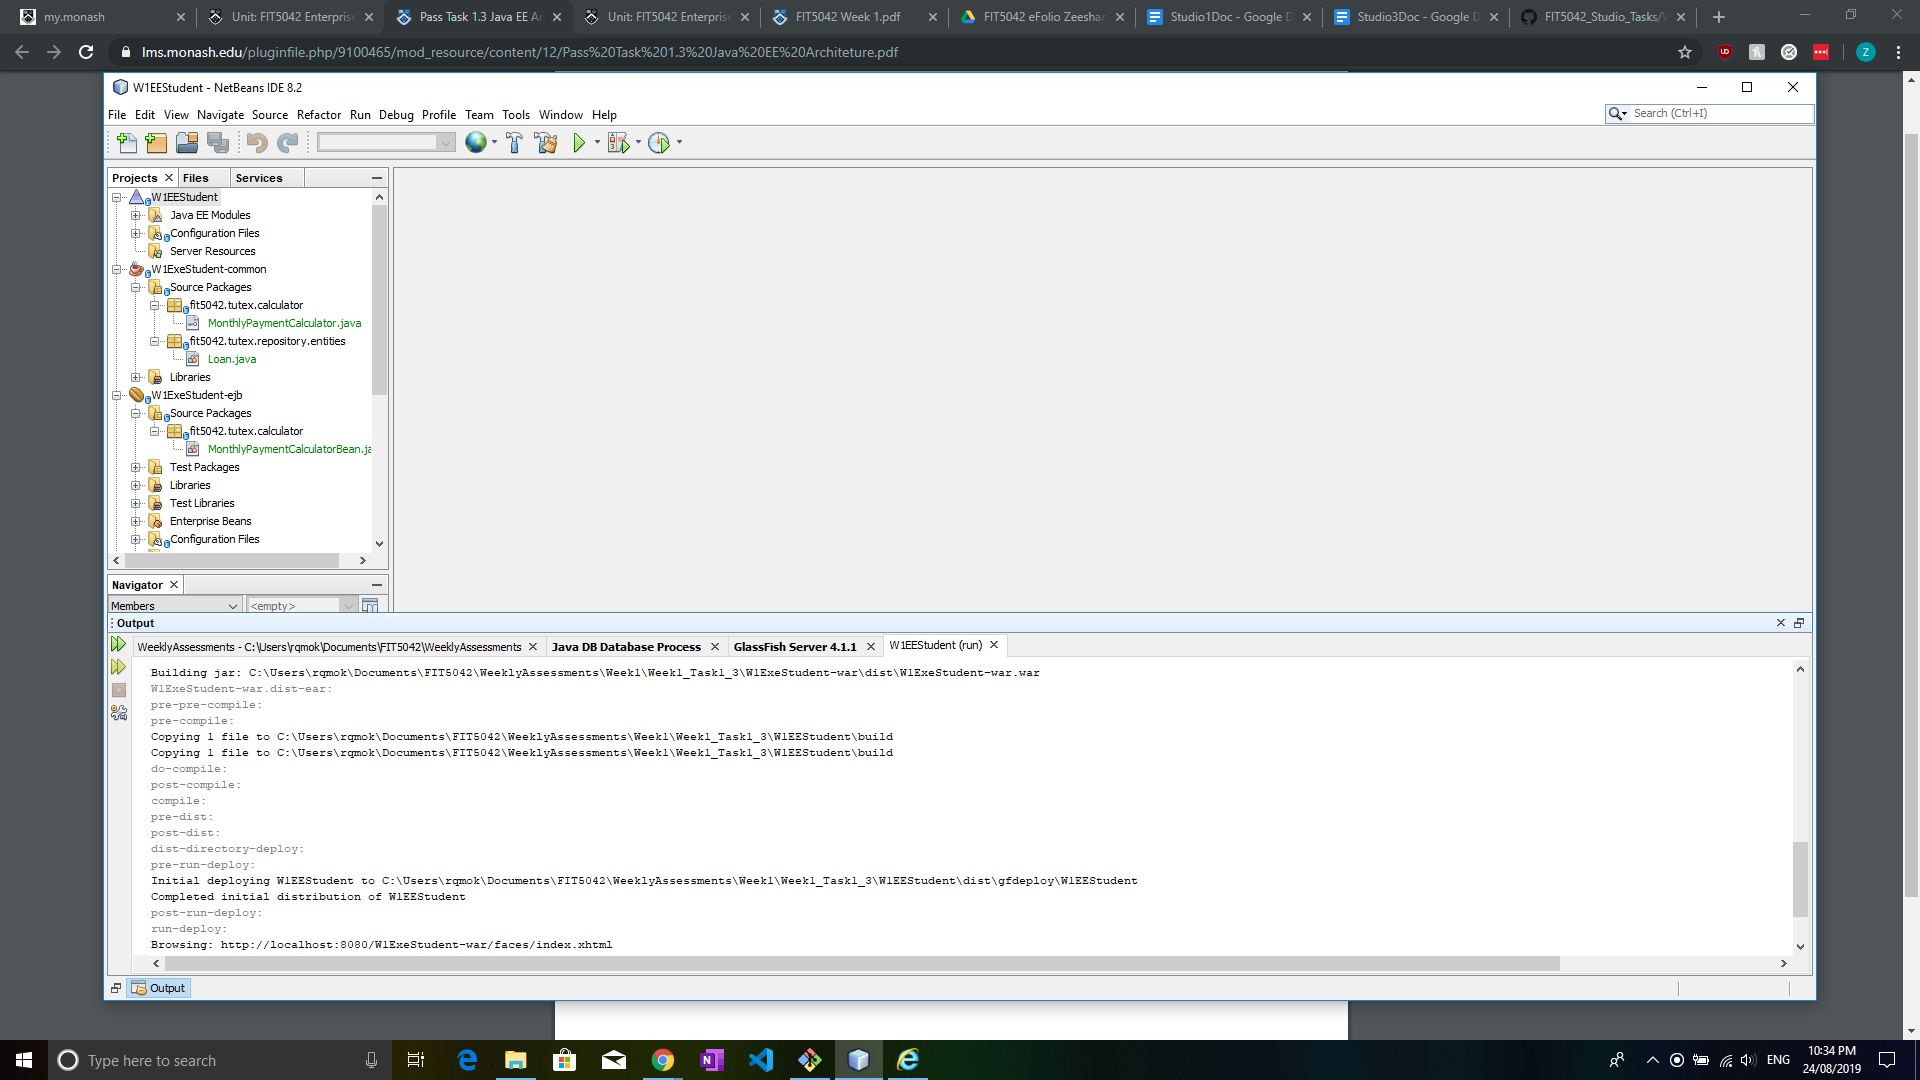 my.monash
Unit: FIT5042 Enterprise
Pass Task 1.3 Java EE Ar
Unit: FIT5042 Enterprise
FIT5042 Week 1.pdf
FIT5042 eFolio Zeeshan
Studio1Doc - Google D
Studio3Doc - Google D
FIT5042_Studio_Tasks/W
lms.monash.edu/pluginfile.php/9100465/mod_resource/content/12/Pass%20Task%201.3%20Java%20EE%20Architeture.pdf
Z
W1EEStudent - NetBeans IDE 8.2
File Edit View Navigate Source Refactor Run Debug Profile Team Tools Window Help
Search (Ctrl+I)
Projects Files Services
W1EEStudent
Java EE Modules
Configuration Files
Server Resources
W1ExeStudent-common
Source Packages
fit5042.tutex.calculator
MonthlyPaymentCalculator.java
fit5042.tutex.repository.entities
Loan.java
Libraries
W1ExeStudent-ejb
Source Packages
fit5042.tutex.calculator
MonthlyPaymentCalculatorBean.ja
Test Packages
Libraries
Test Libraries
Enterprise Beans
Configuration Files
Navigator
Members <empty>
Output
WeeklyAssessments - C:\Users\rqmok\Documents\FIT5042\WeeklyAssessments Java DB Database Process GlassFish Server 4.1.1 W1EEStudent (run)
Building jar: C:\Users\rqmok\Documents\FIT5042\WeeklyAssessments\Week1\Week1_Task1_3\W1ExeStudent-war\dist\W1ExeStudent-war.war
W1ExeStudent-war.dist-ear:
pre-pre-compile:
pre-compile:
Copying 1 file to C:\Users\rqmok\Documents\FIT5042\WeeklyAssessments\Week1\Week1_Task1_3\W1EEStudent\build
Copying 1 file to C:\Users\rqmok\Documents\FIT5042\WeeklyAssessments\Week1\Week1_Task1_3\W1EEStudent\build
do-compile:
post-compile:
compile:
pre-dist:
post-dist:
dist-directory-deploy:
pre-run-deploy:
Initial deploying W1EEStudent to C:\Users\rqmok\Documents\FIT5042\WeeklyAssessments\Week1\Week1_Task1_3\W1EEStudent\dist\gfdeploy\W1EEStudent
Completed initial distribution of W1EEStudent
post-run-deploy:
run-deploy:
Browsing: http://localhost:8080/W1ExeStudent-war/faces/index.xhtml
Output
Type here to search
ENG
10:34 PM
24/08/2019